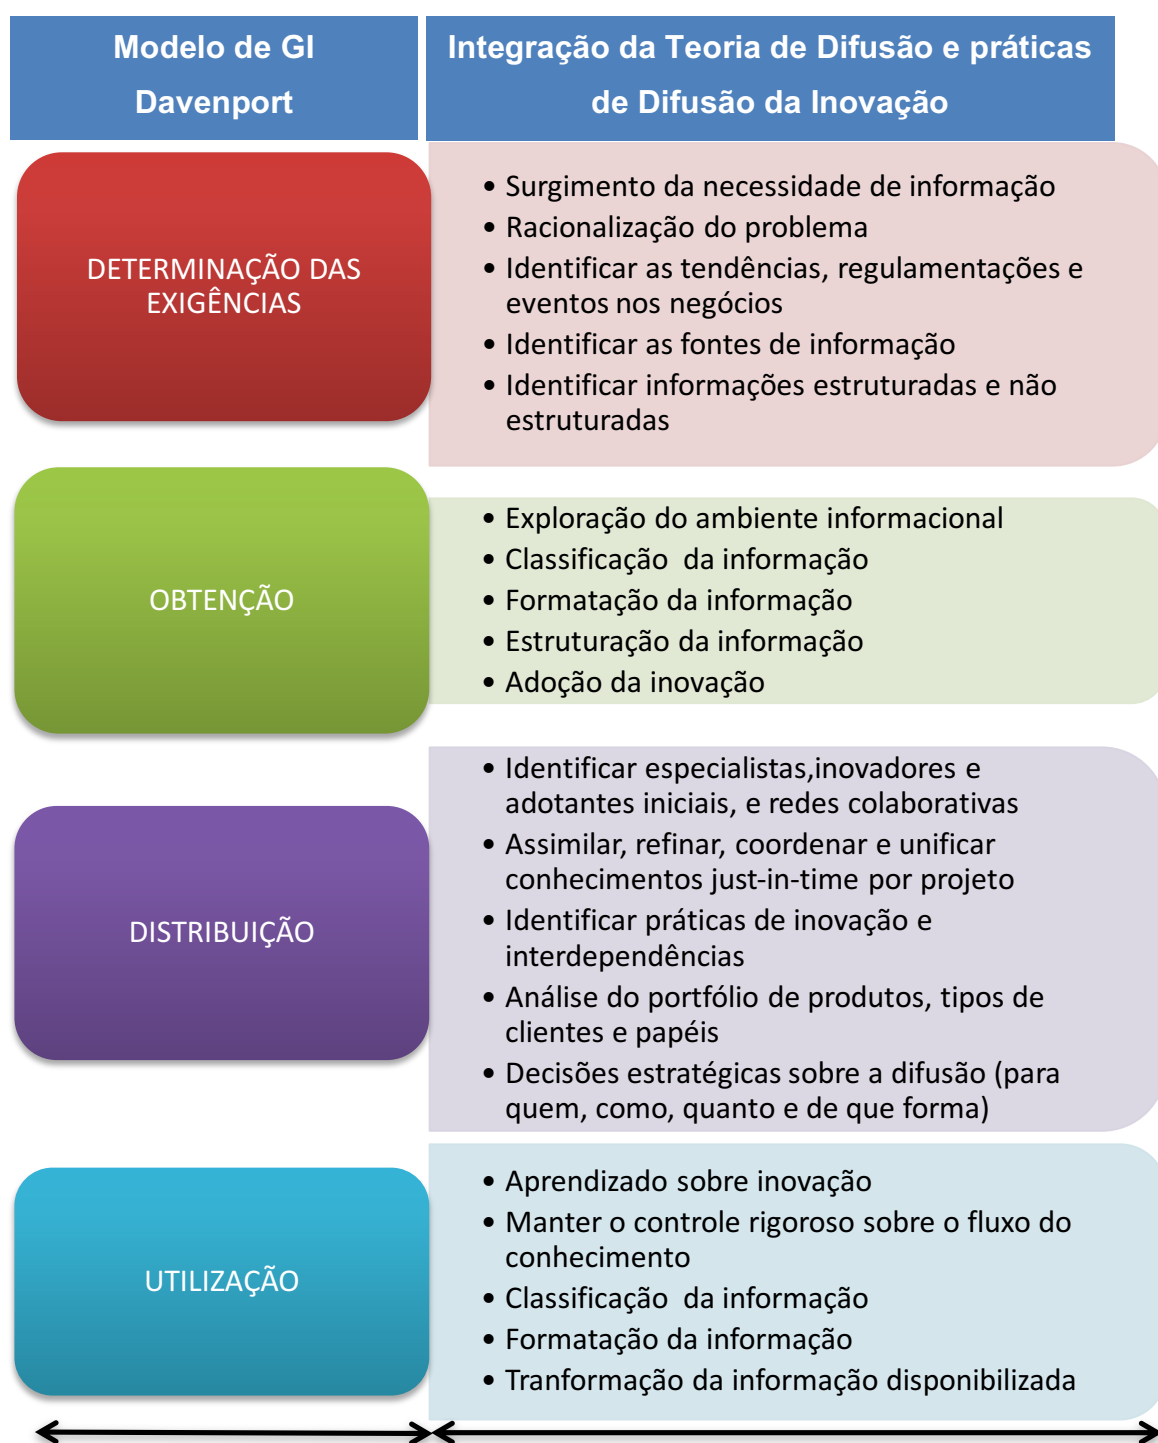 Modelo de GI
Davenport
Integração da Teoria de Difusão e práticas
de Difusão da Inovação
DETERMINAÇÃO DAS
EXIGÊNCIAS
• Surgimento da necessidade de informação
• Racionalização do problema
• Identificar as tendências, regulamentações e
eventos nos negócios
• Identificar as fontes de informação
• Identificar informações estruturadas e não
estruturadas
OBTENÇÃO
• Exploração do ambiente informacional
• Classificação da informação
• Formatação da informação
• Estruturação da informação
• Adoção da inovação
DISTRIBUIÇÃO
• Identificar especialistas,inovadores e
adotantes iniciais, e redes colaborativas
• Assimilar, refinar, coordenar e unificar
conhecimentos just-in-time por projeto
• Identificar práticas de inovação e
interdependências
• Análise do portfólio de produtos, tipos de
clientes e papéis
• Decisões estratégicas sobre a difusão (para
quem, como, quanto e de que forma)
UTILIZAÇÃO
• Aprendizado sobre inovação
• Manter o controle rigoroso sobre o fluxo do
conhecimento
• Classificação da informação
• Formatação da informação
• Tranformação da informação disponibilizada